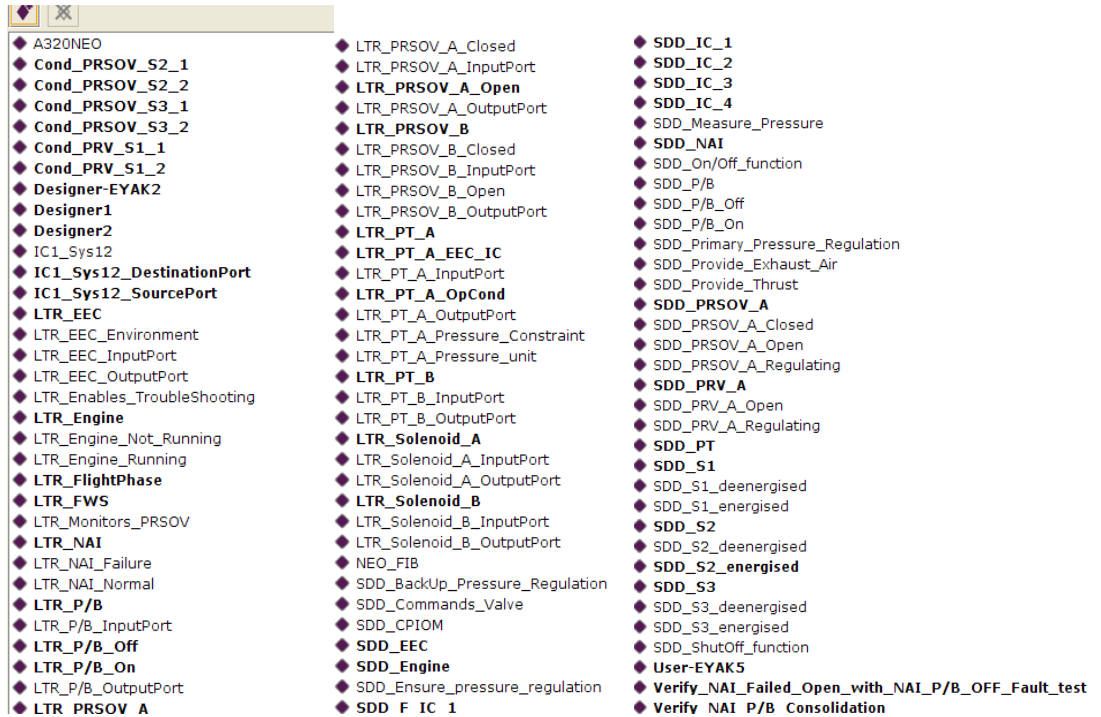 A320NEO
Cond_PRSOV_S2_1
Cond_PRSOV_S2_2
Cond_PRSOV_S3_1
Cond_PRSOV_S3_2
Cond_PRV_S1_1
Cond_PRV_S1_2
Designer-EYAK2
Designer1
Designer2
IC1_Sys12
IC1_Sys12_DestinationPort
IC1_Sys12_SourcePort
LTR_EEC
LTR_EEC_Environment
LTR_EEC_InputPort
LTR_EEC_OutputPort
LTR_Enables_TroubleShooting
LTR_Engine
LTR_Engine_Not_Running
LTR_Engine_Running
LTR_FlightPhase
LTR_FWS
LTR_Monitors_PRSOV
LTR_NAI
LTR_NAI_Failure
LTR_NAI_Normal
LTR_P/B
LTR_P/B_InputPort
LTR_P/B_Off
LTR_P/B_On
LTR_P/B_OutputPort
LTR_PRSOV_A
LTR_PRSOV_A_Closed
LTR_PRSOV_A_InputPort
LTR_PRSOV_A_Open
LTR_PRSOV_A_OutputPort
LTR_PRSOV_B
LTR_PRSOV_B_Closed
LTR_PRSOV_B_InputPort
LTR_PRSOV_B_Open
LTR_PRSOV_B_OutputPort
LTR_PT_A
LTR_PT_A_EEC_IC
LTR_PT_A_InputPort
LTR_PT_A_OpCond
LTR_PT_A_OutputPort
LTR_PT_A_Pressure_Constraint
LTR_PT_A_Pressure_unit
LTR_PT_B
LTR_PT_B_InputPort
LTR_PT_B_OutputPort
LTR_Solenoid_A
LTR_Solenoid_A_InputPort
LTR_Solenoid_A_OutputPort
LTR_Solenoid_B
LTR_Solenoid_B_InputPort
LTR_Solenoid_B_OutputPort
NEO_FIB
SDD_BackUp_Pressure_Regulation
SDD_Commands_Valve
SDD_CPIOM
SDD_EEC
SDD_Engine
SDD_Ensure_pressure_regulation
SDD_F_IC_1
SDD_IC_1
SDD_IC_2
SDD_IC_3
SDD_IC_4
SDD_Measure_Pressure
SDD_NAI
SDD_On/Off_function
SDD_P/B
SDD_P/B_Off
SDD_P/B_On
SDD_Primary_Pressure_Regulation
SDD_Provide_Exhaust_Air
SDD_Provide_Thrust
SDD_PRSOV_A
SDD_PRSOV_A_Closed
SDD_PRSOV_A_Open
SDD_PRSOV_A_Regulating
SDD_PRV_A
SDD_PRV_A_Open
SDD_PRV_A_Regulating
SDD_PT
SDD_S1
SDD_S1_deenergised
SDD_S1_energised
SDD_S2
SDD_S2_deenergised
SDD_S2_energised
SDD_S3
SDD_S3_deenergised
SDD_S3_energised
SDD_ShutOff_function
User-EYAK5
Verify_NAI_Failed_Open_with_NAI_P/B_OFF_Fault_test
Verify_NAI_P/B_Consolidation